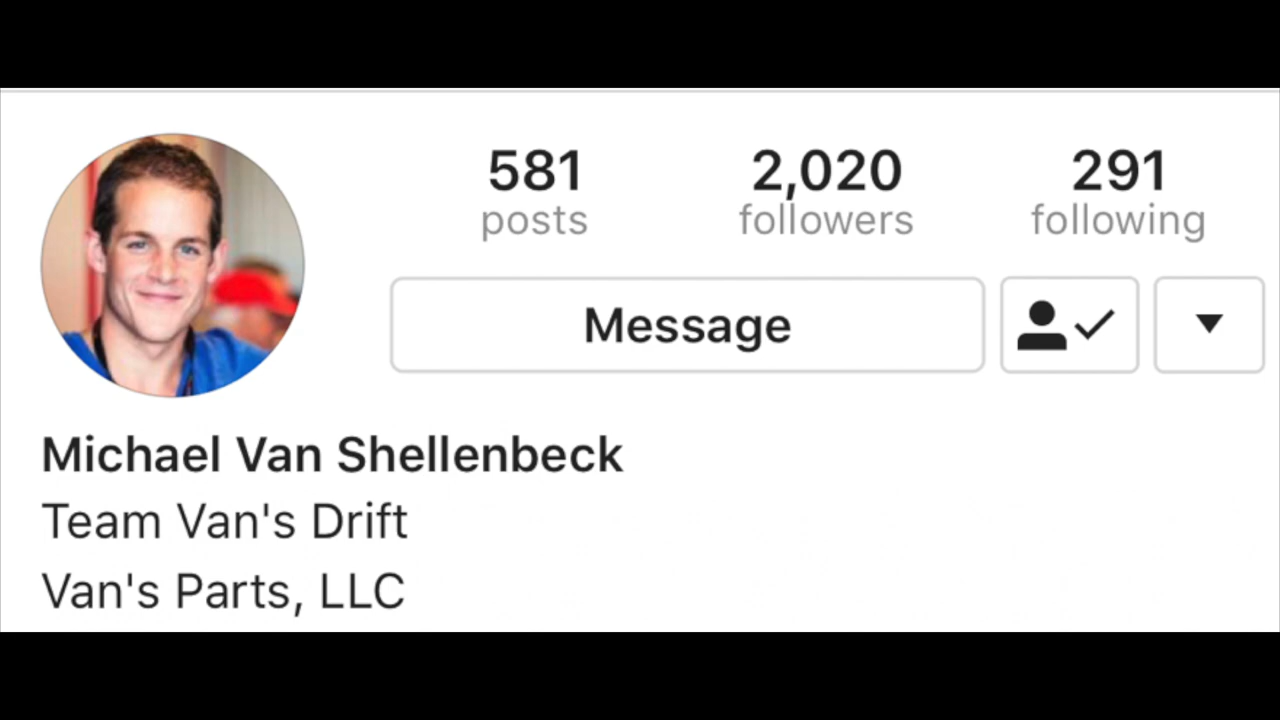 581 2,020 291
posts followers following
Message
Michael Van Shellenbeck
Team Van's Drift
Van's Parts, LLC